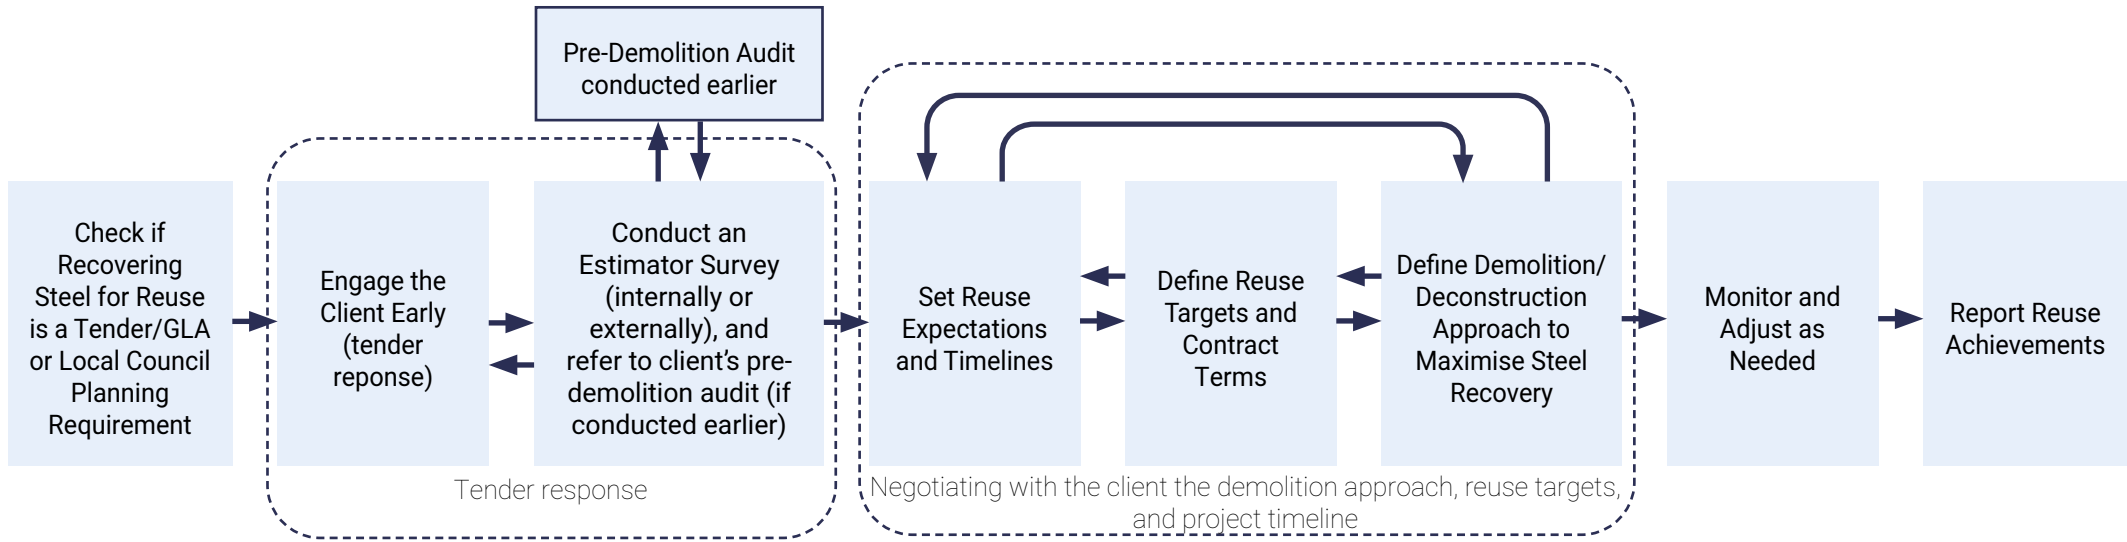 Pre-Demolition Audit
conducted earlier
Check if
Recovering
Steel for Reuse
is a Tender/GLA
or Local Council
Planning
Requirement
Engage the
Client Early
(tender
reponse)
Conduct an
Estimator Survey
(internally or
externally), and
refer to client’s pre-
demolition audit (if
conducted earlier)
Tender response
Set Reuse
Expectations
and Timelines
Define Reuse
Targets and
Contract
Terms
Define Demolition/
Deconstruction
Approach to
Maximise Steel
Recovery
Negotiating with the client the demolition approach, reuse targets,
and project timeline
Monitor and
Adjust as
Needed
Report Reuse
Achievements